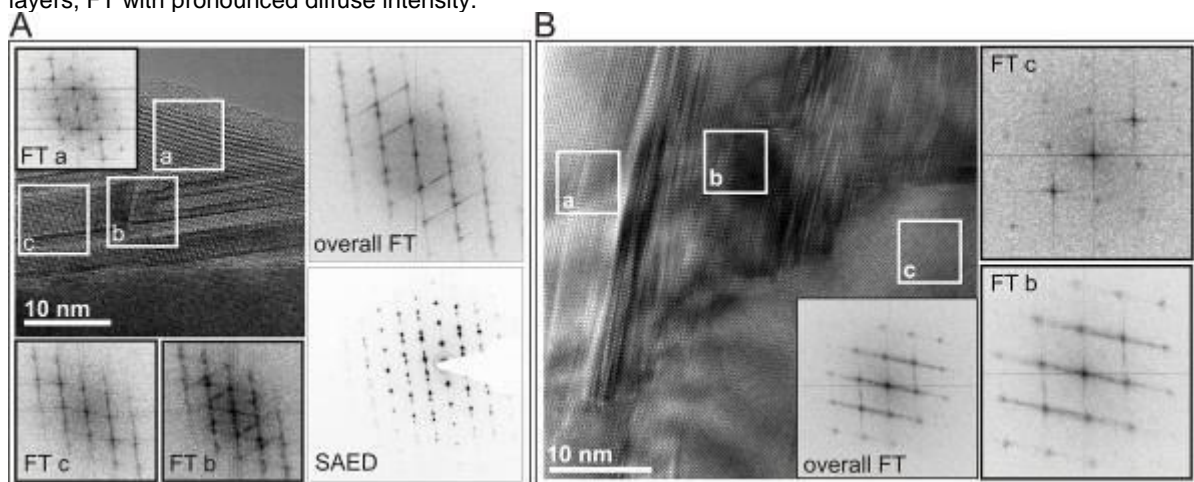 layers, FT with pronounced diffuse intensity.
A
B
FT a
a
c
b
10 nm
overall FT
FT c
FT b
SAED
a
b
c
10 nm
overall FT
FT c
FT b